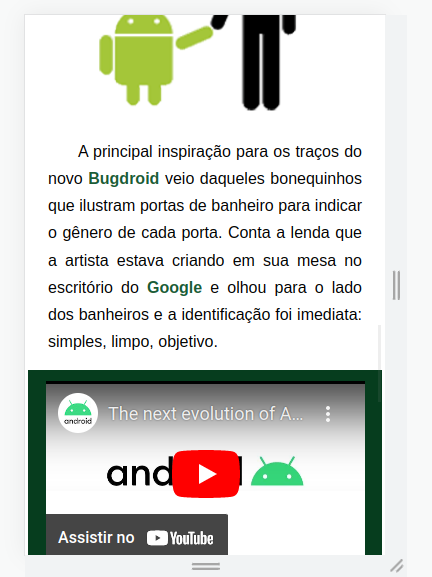 A principal inspiração para os traços do
novo Bugdroid veio daqueles bonequinhos
que ilustram portas de banheiro para indicar
o gênero de cada porta. Conta a lenda que
a artista estava criando em sua mesa no
escritório do Google e olhou para o lado
dos banheiros e a identificação foi imediata:
simples, limpo, objetivo.
android
The next evolution of A...
and d
Assistir no YouTube